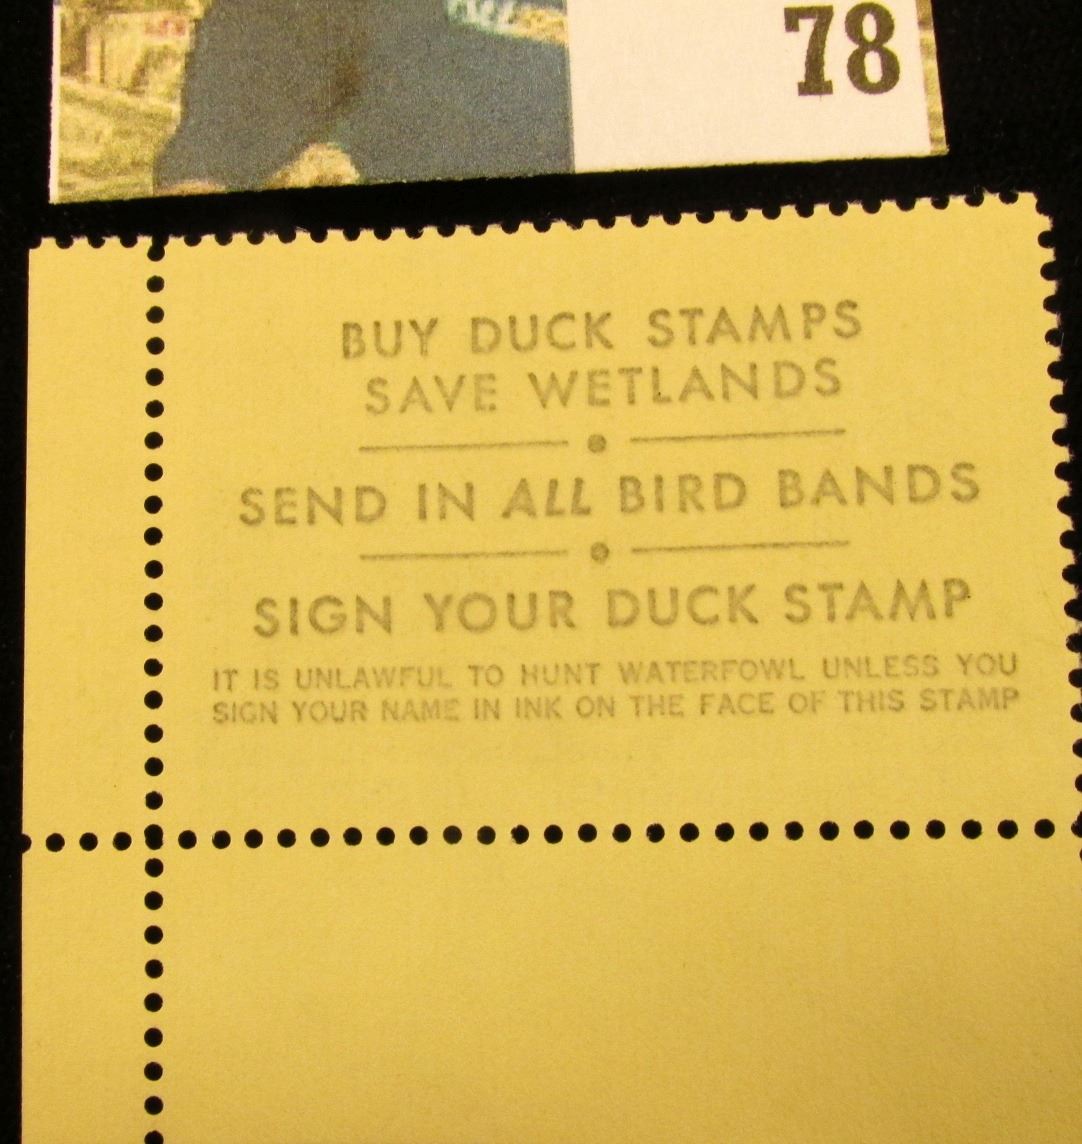 78
BUY DUCK STAMPS
SAVE WETLANDS
SEND IN ALL BIRD BANDS
SIGN YOUR DUCK STAMP
IT IS UNLAWFUL TO HUNT WATERFOWL UNLESS YOU
SIGN YOUR NAME IN INK ON THE FACE OF THIS STAMP